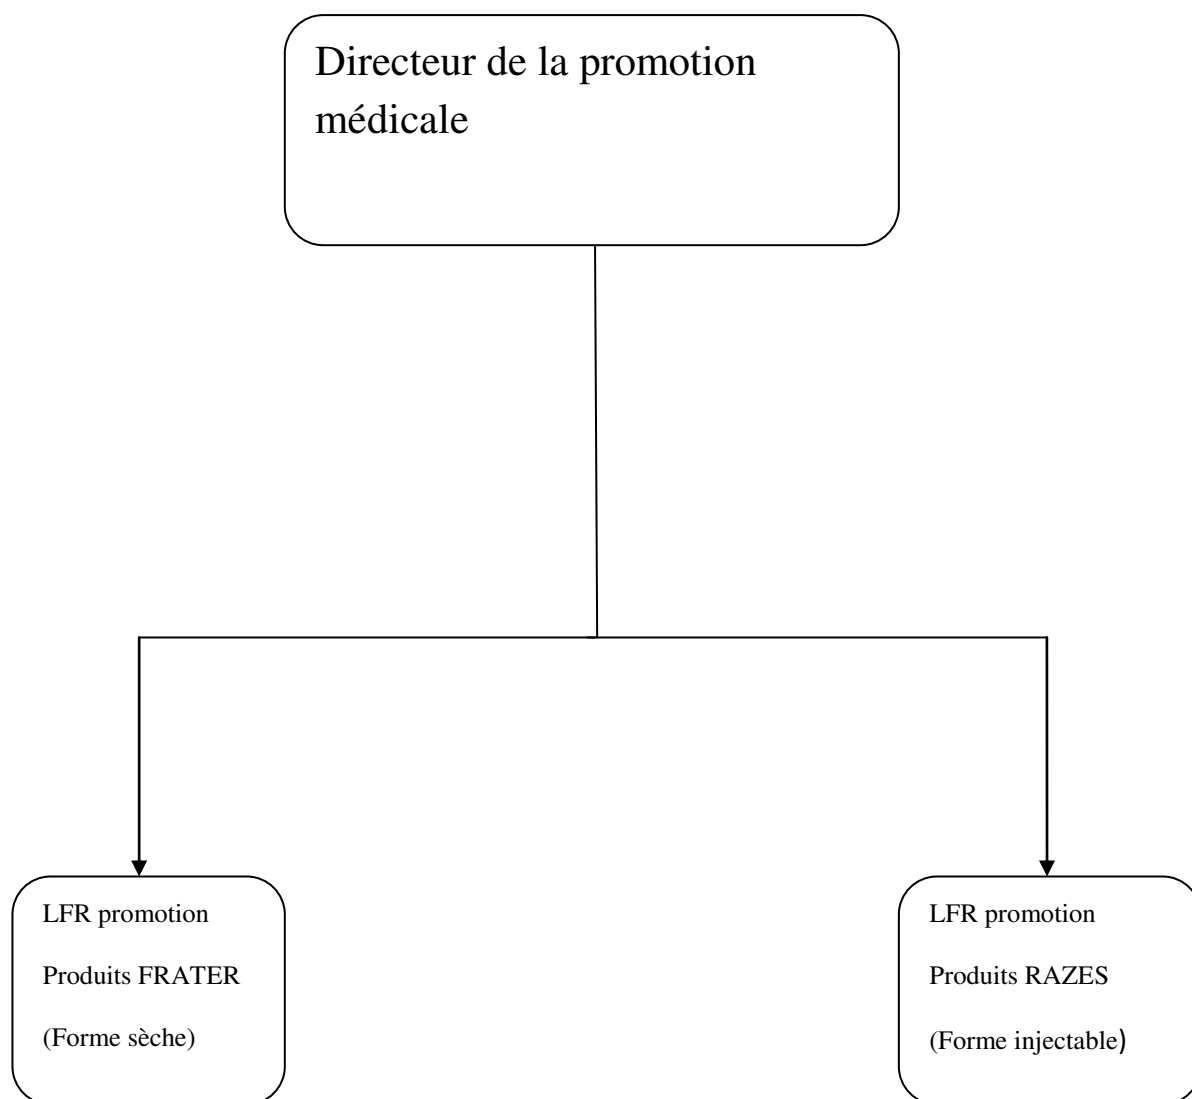 Directeur de la promotion
médicale
LFR promotion
Produits FRATER
(Forme sèche)
LFR promotion
Produits RAZES
(Forme injectable)